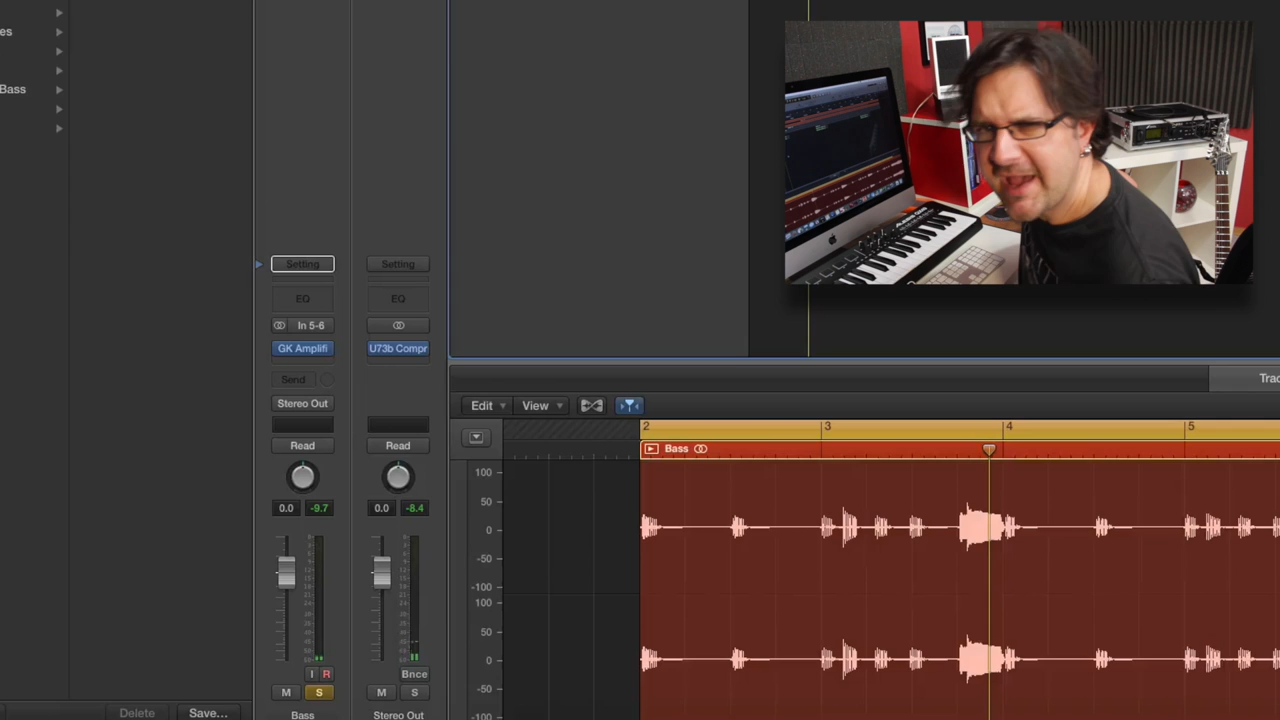 es
Bass
Setting
Setting
EQ
EQ
In 5-6
GK Amplifi
U73b Compr
Send
Stereo Out
Read
Read
0.0
-9.7
0.0
-8.4
I
R
Bnce
M
S
M
S
Bass
Stereo Out
Delete
Save...
Trac
Edit
View
2
3
4
5
Bass
100
50
0
-50
-100
100
50
0
-50
-100